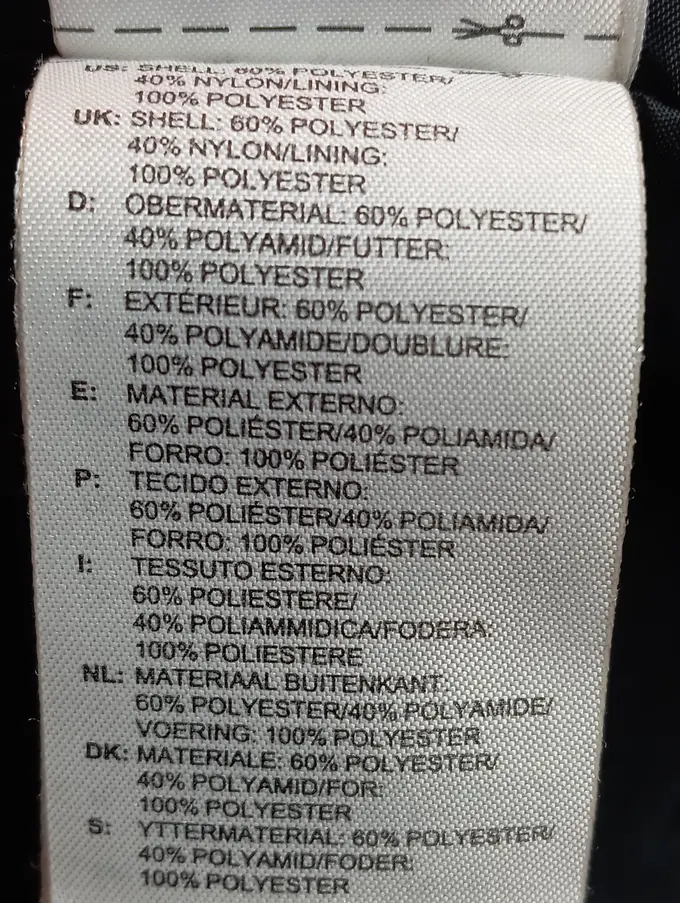 US: SHELL: 60% POLYESTER/
40% NYLON/LINING:
100% POLYESTER
UK: SHELL: 60% POLYESTER/
40% NYLON/LINING:
100% POLYESTER
D: OBERMATERIAL: 60% POLYESTER/
40% POLYAMID/FUTTER:
100% POLYESTER
F: EXTÉRIEUR: 60% POLYESTER/
40% POLYAMIDE/DOUBLURE:
100% POLYESTER
E: MATERIAL EXTERNO:
60% POLIÉSTER/40% POLIAMIDA/
FORRO: 100% POLIÉSTER
P: TECIDO EXTERNO:
60% POLIÉSTER/40% POLIAMIDA/
FORRO: 100% POLIÉSTER
I: TESSUTO ESTERNO:
60% POLIESTERE/
40% POLIAMMIDICA/FODERA:
100% POLIESTERE
NL: MATERIAAL BUITENKANT:
60% POLYESTER/40% POLYAMIDE/
VOERING: 100% POLYESTER
DK: MATERIALE: 60% POLYESTER/
40% POLYAMID/FOR:
100% POLYESTER
S: YTTERMATERIAL: 60% POLYESTER/
40% POLYAMID/FODER:
100% POLYESTER